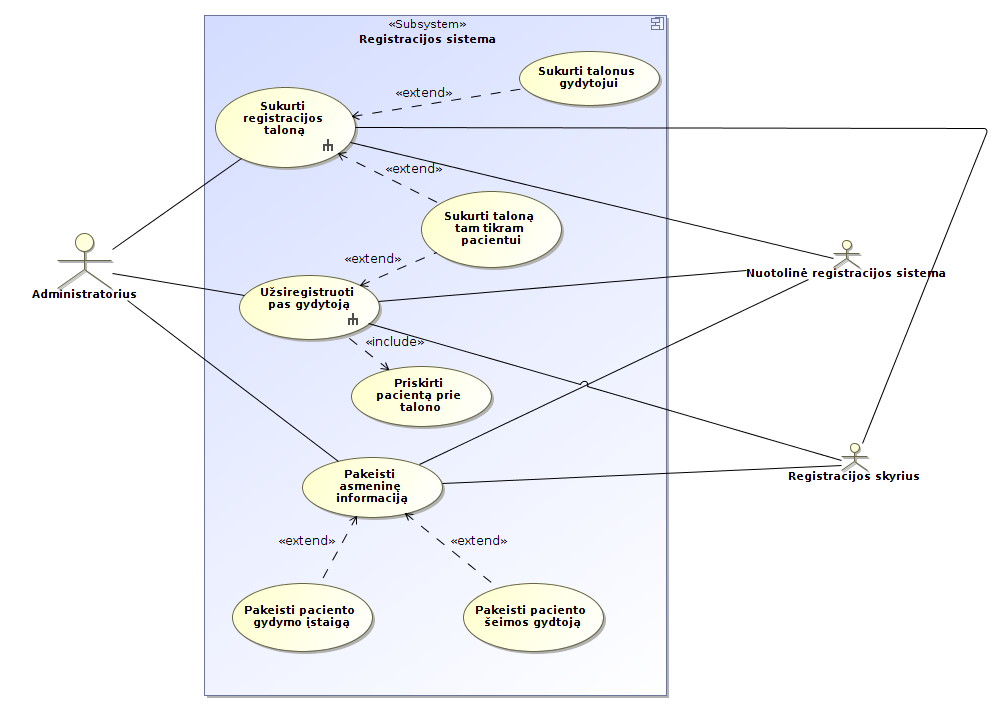 «Subsystem»
Registracijos sistema
Sukurti talonus
gydytojui
«extend»
Sukurti
registracijos
taloną
«extend»
Sukurti taloną
tam tikram
pacientui
Administratorius
«extend»
Nuotolinė registracijos sistema
Užsiregistruoti
pas gydytoją
«include»
Priskirti
pacientą prie
talono
Pakeisti
asmeninę
informaciją
Registracijos skyrius
«extend»
«extend»
Pakeisti paciento
gydymo įstaigą
Pakeisti paciento
šeimos gydtoją